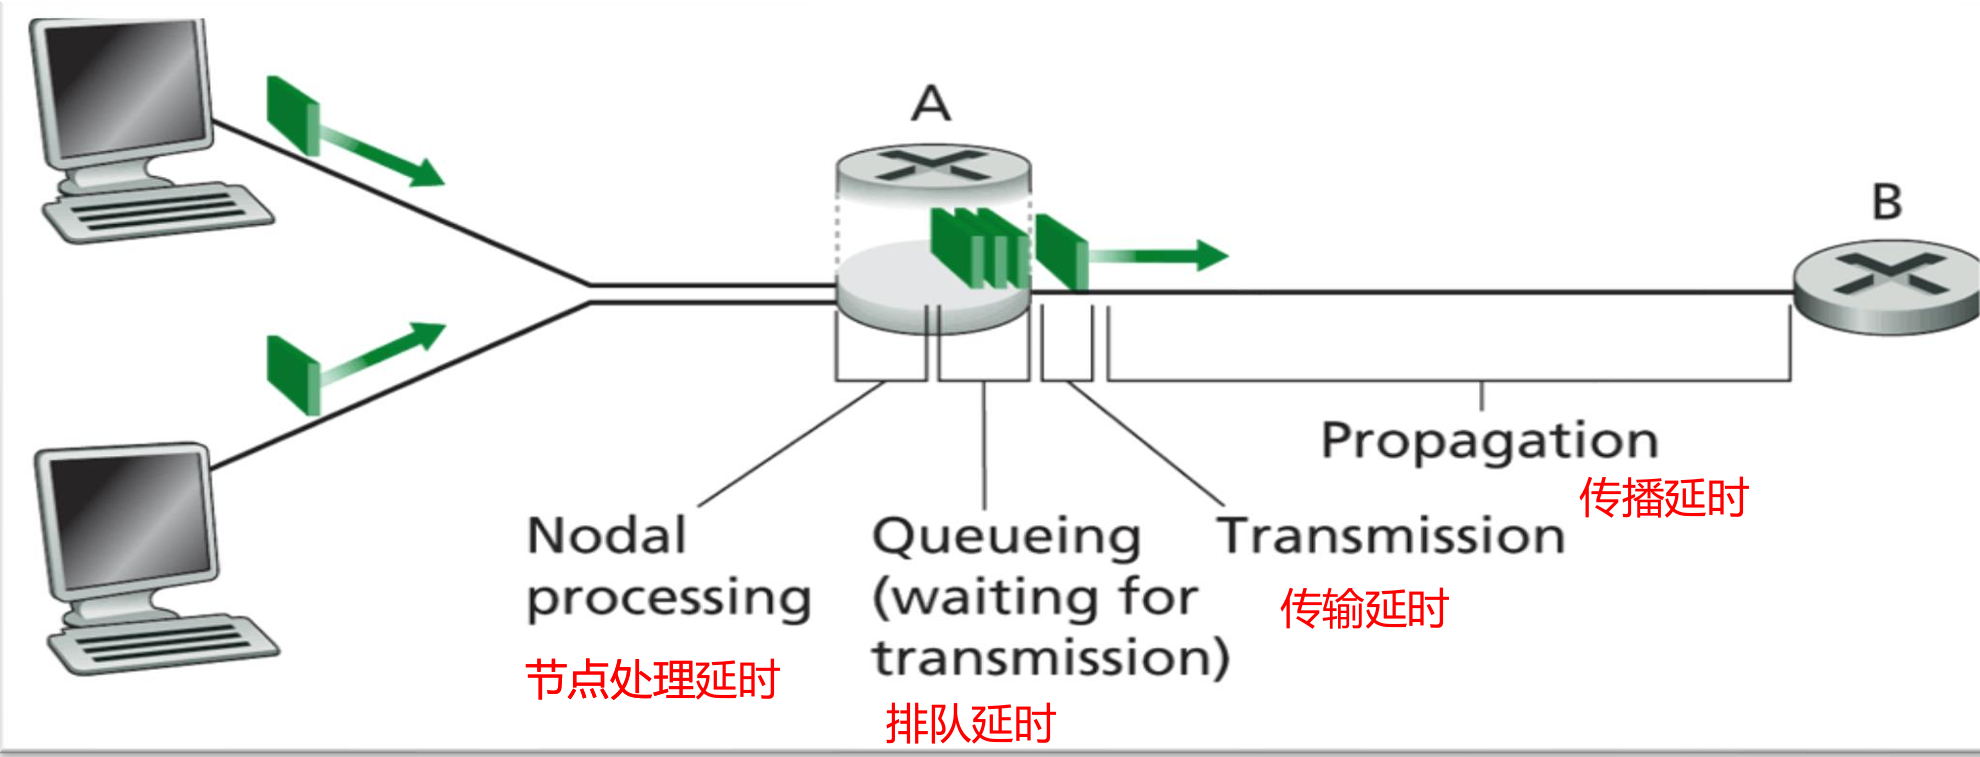 A
B
Propagation
传播延时
Nodal
processing
节点处理延时
Queueing
(waiting for
transmission)
排队延时
Transmission
传输延时